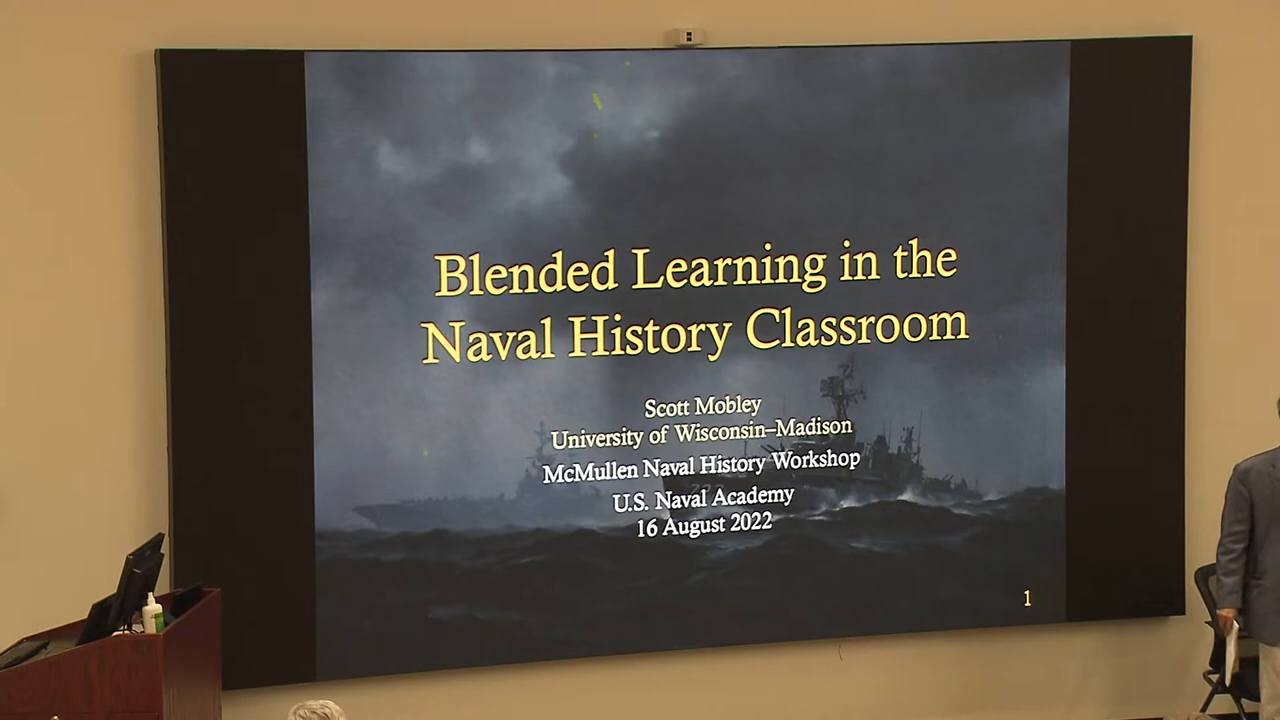 Blended Learning in the
Naval History Classroom
Scott Mobley
University of Wisconsin–Madison
McMullen Naval History Workshop
U.S. Naval Academy
16 August 2022
1